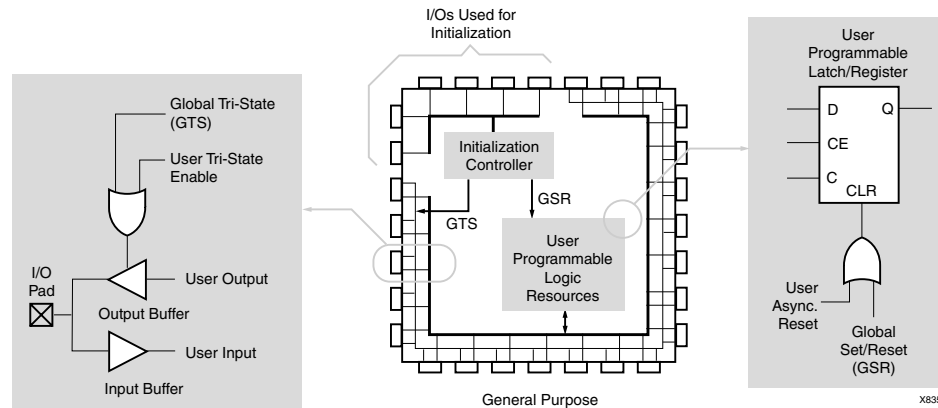 I/Os Used for
Initialization
Global Tri-State
(GTS)
User Tri-State
Enable
I/O
Pad
User Output
Output Buffer
User Input
Input Buffer
Initialization
Controller
GTS
GSR
User
Programmable
Logic
Resources
General Purpose
User
Programmable
Latch/Register
D
Q
CE
C
CLR
User
Async.
Reset
Global
Set/Reset
(GSR)